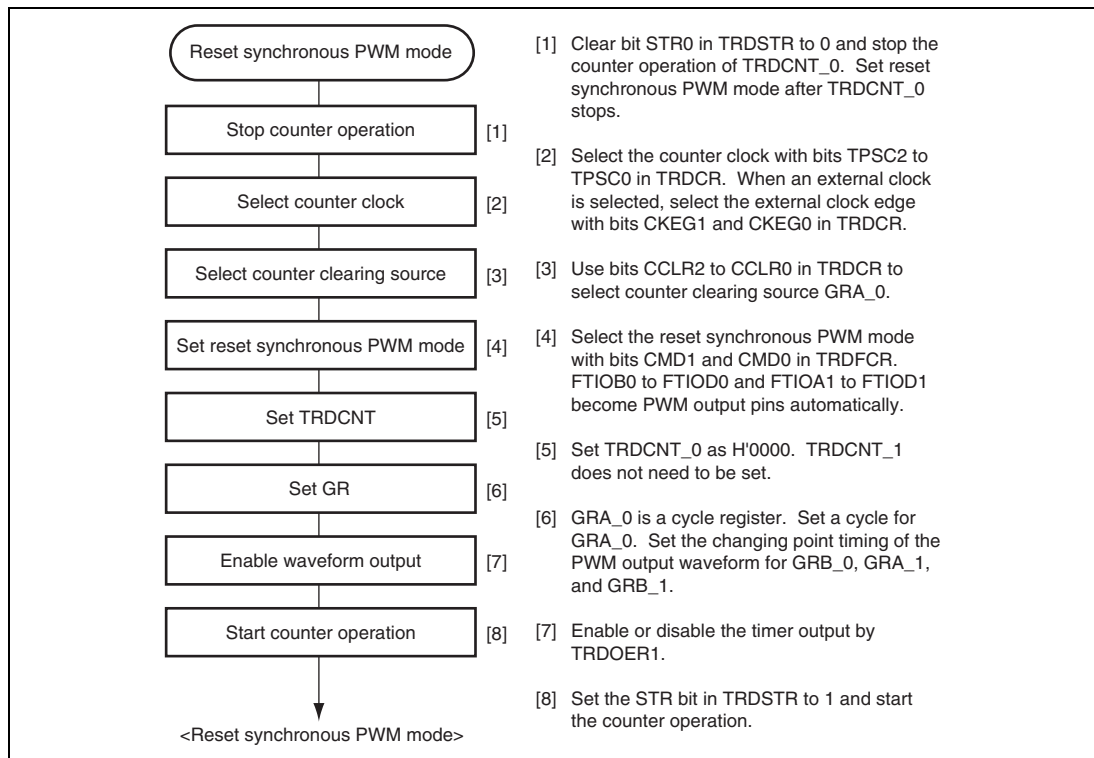 Reset synchronous PWM mode
Stop counter operation [1]
Select counter clock [2]
Select counter clearing source [3]
Set reset synchronous PWM mode [4]
Set TRDCNT [5]
Set GR [6]
Enable waveform output [7]
Start counter operation [8]
<Reset synchronous PWM mode>
[1] Clear bit STR0 in TRDSTR to 0 and stop the
counter operation of TRDCNT_0. Set reset
synchronous PWM mode after TRDCNT_0
stops.
[2] Select the counter clock with bits TPSC2 to
TPSC0 in TRDCR. When an external clock
is selected, select the external clock edge
with bits CKEG1 and CKEG0 in TRDCR.
[3] Use bits CCLR2 to CCLR0 in TRDCR to
select counter clearing source GRA_0.
[4] Select the reset synchronous PWM mode
with bits CMD1 and CMD0 in TRDFCR.
FTIOB0 to FTIOD0 and FTIOA1 to FTIOD1
become PWM output pins automatically.
[5] Set TRDCNT_0 as H'0000. TRDCNT_1
does not need to be set.
[6] GRA_0 is a cycle register. Set a cycle for
GRA_0. Set the changing point timing of the
PWM output waveform for GRB_0, GRA_1,
and GRB_1.
[7] Enable or disable the timer output by
TRDOER1.
[8] Set the STR bit in TRDSTR to 1 and start
the counter operation.